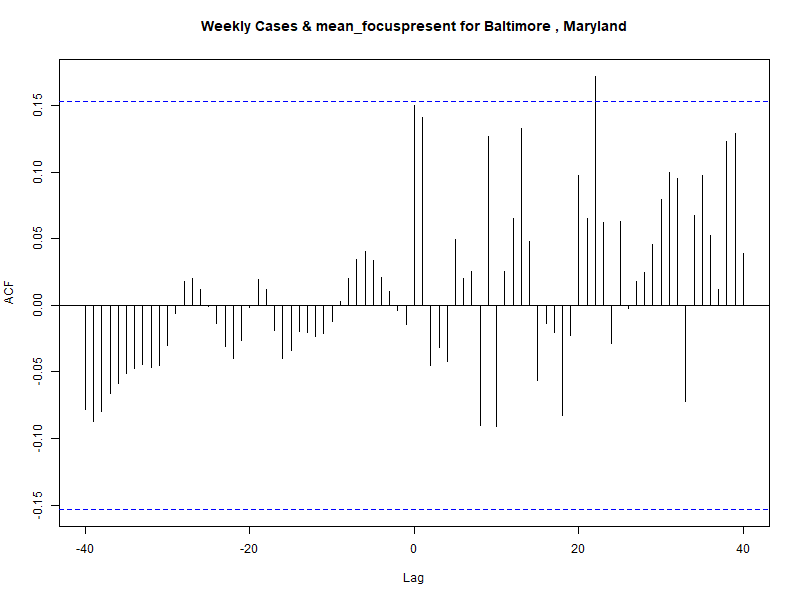 Weekly Cases & mean_focuspresent for Baltimore , Maryland
ACF
0.15
0.10
0.05
0.00
-0.05
-0.10
-0.15
-40 -20 0 20 40
Lag